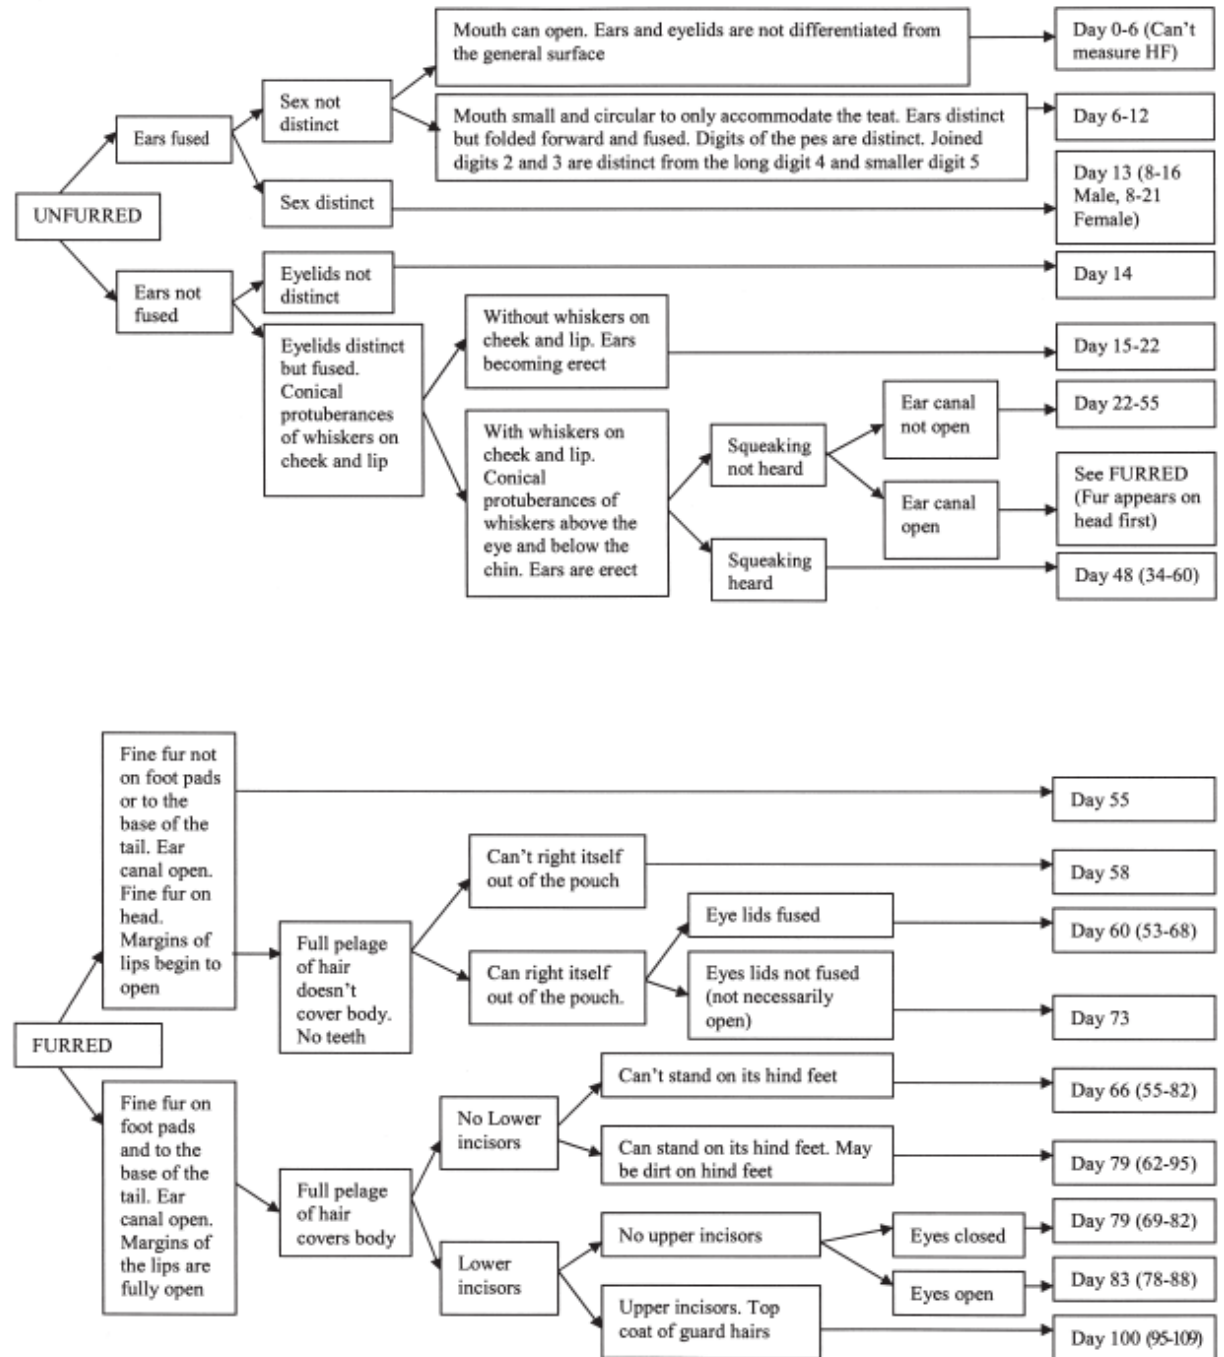 Mouth can open. Ears and eyelids are not differentiated from
the general surface
Day 0-6 (Can't
measure HF)
Sex not
distinct
Ears fused
Mouth small and circular to only accommodate the teat. Ears distinct
but folded forward and fused. Digits of the pes are distinct. Joined
digits 2 and 3 are distinct from the long digit 4 and smaller digit 5
Day 6-12
UNFURRED
Sex distinct
Day 13 (8-16
Male, 8-21
Female)
Ears not
fused
Eyelids not
distinct
Day 14
Eyelids distinct
but fused.
Conical
protuberances
of whiskers on
cheek and lip
Without whiskers on
cheek and lip. Ears
becoming erect
Day 15-22
With whiskers on
cheek and lip.
Conical
protuberances of
whiskers above the
eye and below the
chin. Ears are erect
Squeaking
not heard
Ear canal
not open
Day 22-55
Ear canal
open
See FURRED
(Fur appears on
head first)
Squeaking
heard
Day 48 (34-60)
Fine fur not
on foot pads
or to the
base of the
tail. Ear
canal open.
Fine fur on
head.
Margins of
lips begin to
open
Day 55
Full pelage
of hair
doesn't
cover body.
No teeth
Can't right itself
out of the pouch
Day 58
Can right itself
out of the pouch.
Eye lids fused
Day 60 (53-68)
Eyes lids not fused
(not necessarily
open)
Day 73
FURRED
Fine fur on
foot pads
and to the
base of the
tail. Ear
canal open.
Margins of
the lips are
fully open
Full pelage
of hair
covers body
No Lower
incisors
Can't stand on its hind feet
Day 66 (55-82)
Can stand on its hind feet. May
be dirt on hind feet
Day 79 (62-95)
Lower
incisors
No upper incisors
Eyes closed
Day 79 (69-82)
Eyes open
Day 83 (78-88)
Upper incisors. Top
coat of guard hairs
Day 100 (95-109)